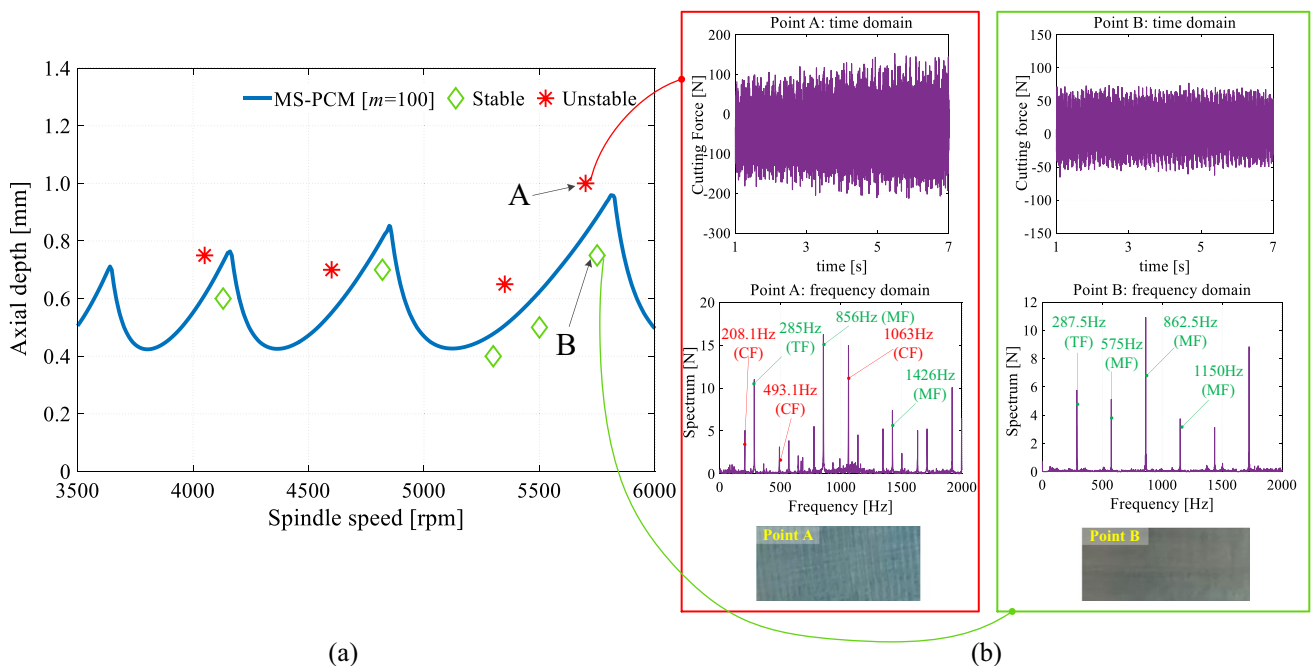 1.4
1.2
1.0
0.8
0.6
0.4
0.2
0
3500
4000
4500
5000
5500
6000
Axial depth [mm]
Spindle speed [rpm]
MS-PCM [m=100]
Stable
Unstable
A
B
(a)
Point A: time domain
200
100
0
100
-200
-300
1
3
5
7
Cutting Force [N]
time [s]
Point B: time domain
150
100
50
0
-50
-100
-150
1
3
5
7
Cutting force [N]
time [s]
Point A: frequency domain
20
15
10
5
0
0
500
1000
1500
2000
Spectrum [N]
Frequency [Hz]
208.1Hz
(CF)
285Hz
(TF)
856Hz (MF)
493.1Hz
(CF)
1063Hz
(CF)
1426Hz
(MF)
Point B: frequency domain
12
10
8
6
4
2
0
0
500
1000
1500
2000
Spectrum [N]
Frequency [Hz]
287.5Hz
(TF)
575Hz
(MF)
862.5Hz
(MF)
1150Hz
(MF)
Point A
Point B
(b)